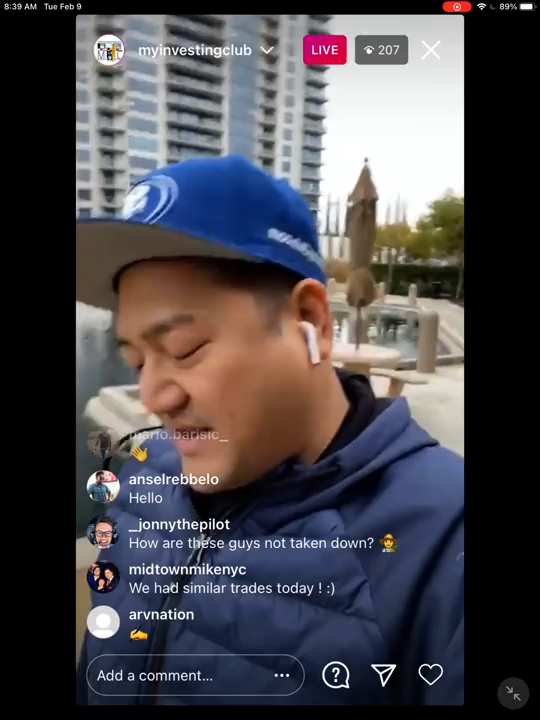 8:39 AM Tue Feb 9
89%
myinvestingclub
LIVE
207
mario.barisic_
👋
anselrebbelo
Hello
_jonnythepilot
How are these guys not taken down? 👩‍🌾
midtownmikenyc
We had similar trades today ! :)
arvnation
✍️
Add a comment...